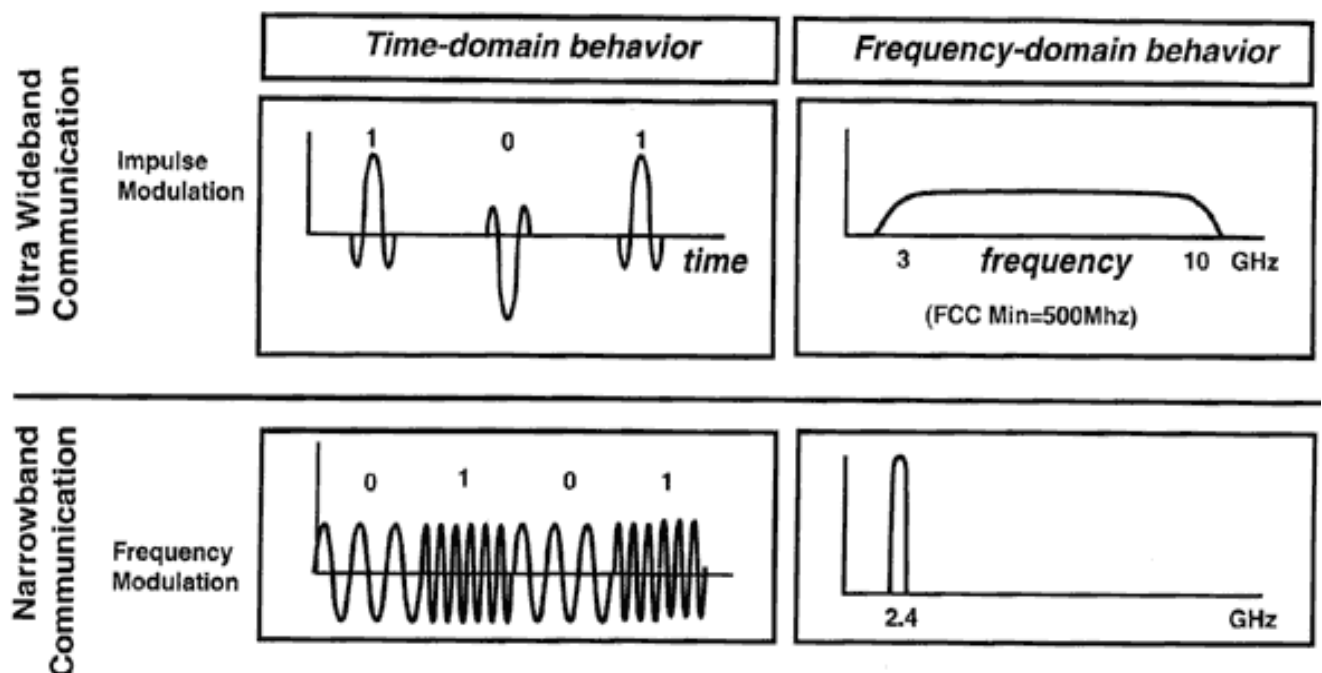 Time-domain behavior
Frequency-domain behavior
Ultra Wideband
Communication
Impulse
Modulation
1 0 1
time
3 frequency 10 GHz
(FCC Min=500Mhz)
Narrowband
Communication
Frequency
Modulation
0 1 0 1
2.4 GHz